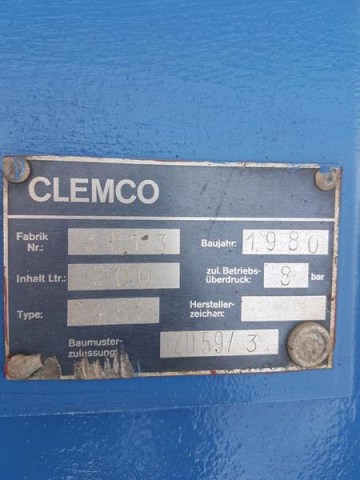 CLEMCO
Fabrik
Nr.:
Baujahr: 1980
Inhalt Ltr.:
zul. Betriebs-
überdruck: 8 bar
Type:
Hersteller-
zeichen:
Baumuster-
zulassung: